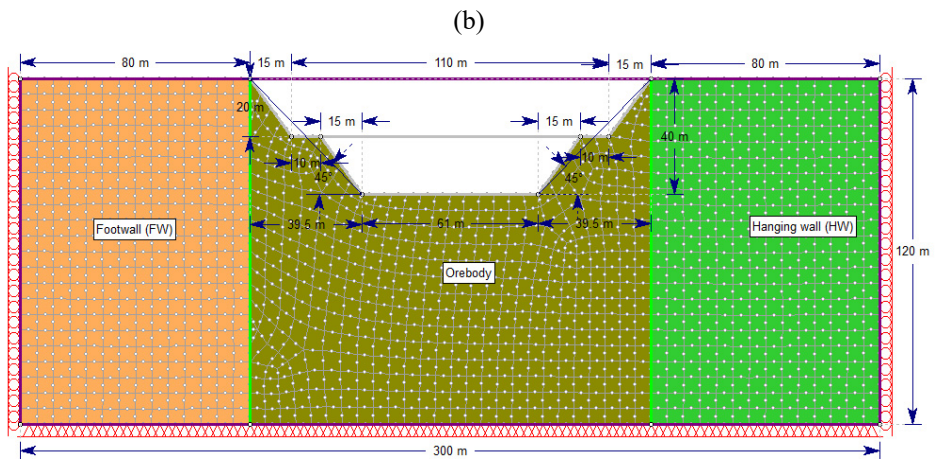 (b)
80 m
15 m
110 m
15 m
80 m
20 m
15 m
15 m
40 m
10 m
10 m
45°
45°
39.5 m
61 m
39.5 m
Footwall (FW)
Hanging wall (HW)
120 m
Orebody
300 m